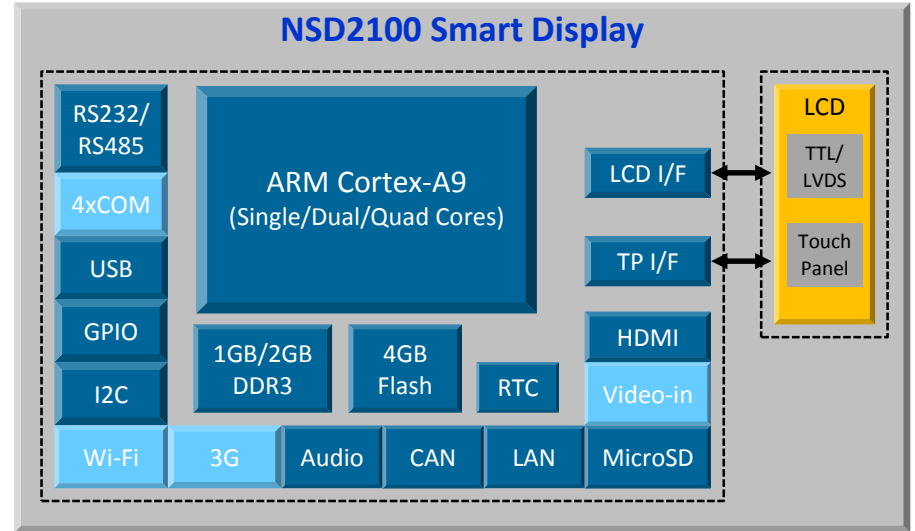 NSD2100 Smart Display
RS232/
RS485
4xCOM
USB
GPIO
I2C
Wi-Fi
3G
Audio
CAN
LAN
MicroSD
ARM Cortex-A9
(Single/Dual/Quad Cores)
1GB/2GB
DDR3
4GB
Flash
RTC
LCD I/F
TP I/F
HDMI
Video-in
LCD
TTL/
LVDS
Touch
Panel